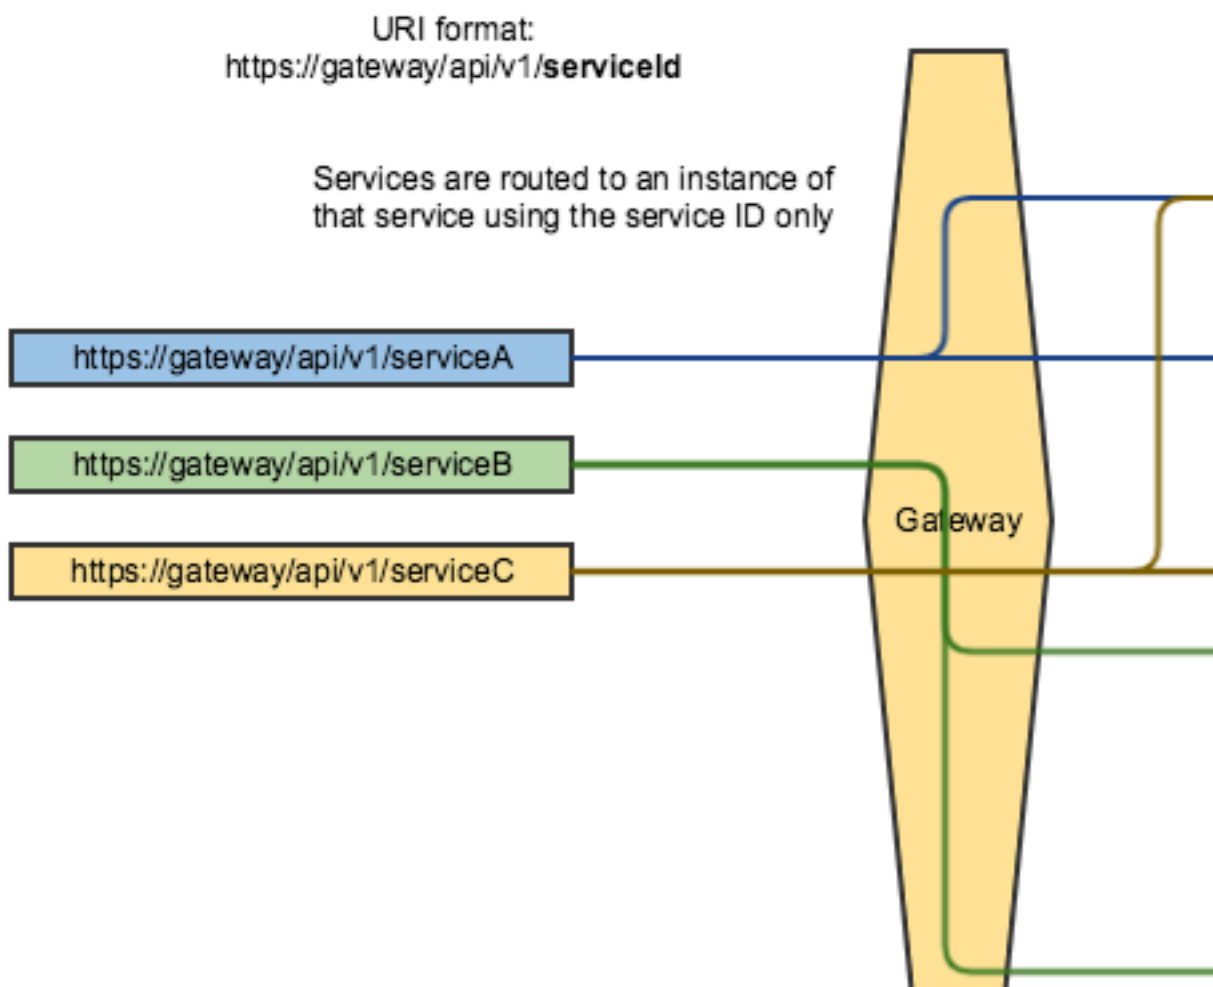 URI format:
https://gateway/api/v1/serviceId
Services are routed to an instance of
that service using the service ID only
https://gateway/api/v1/serviceA
https://gateway/api/v1/serviceB
Gateway
https://gateway/api/v1/serviceC